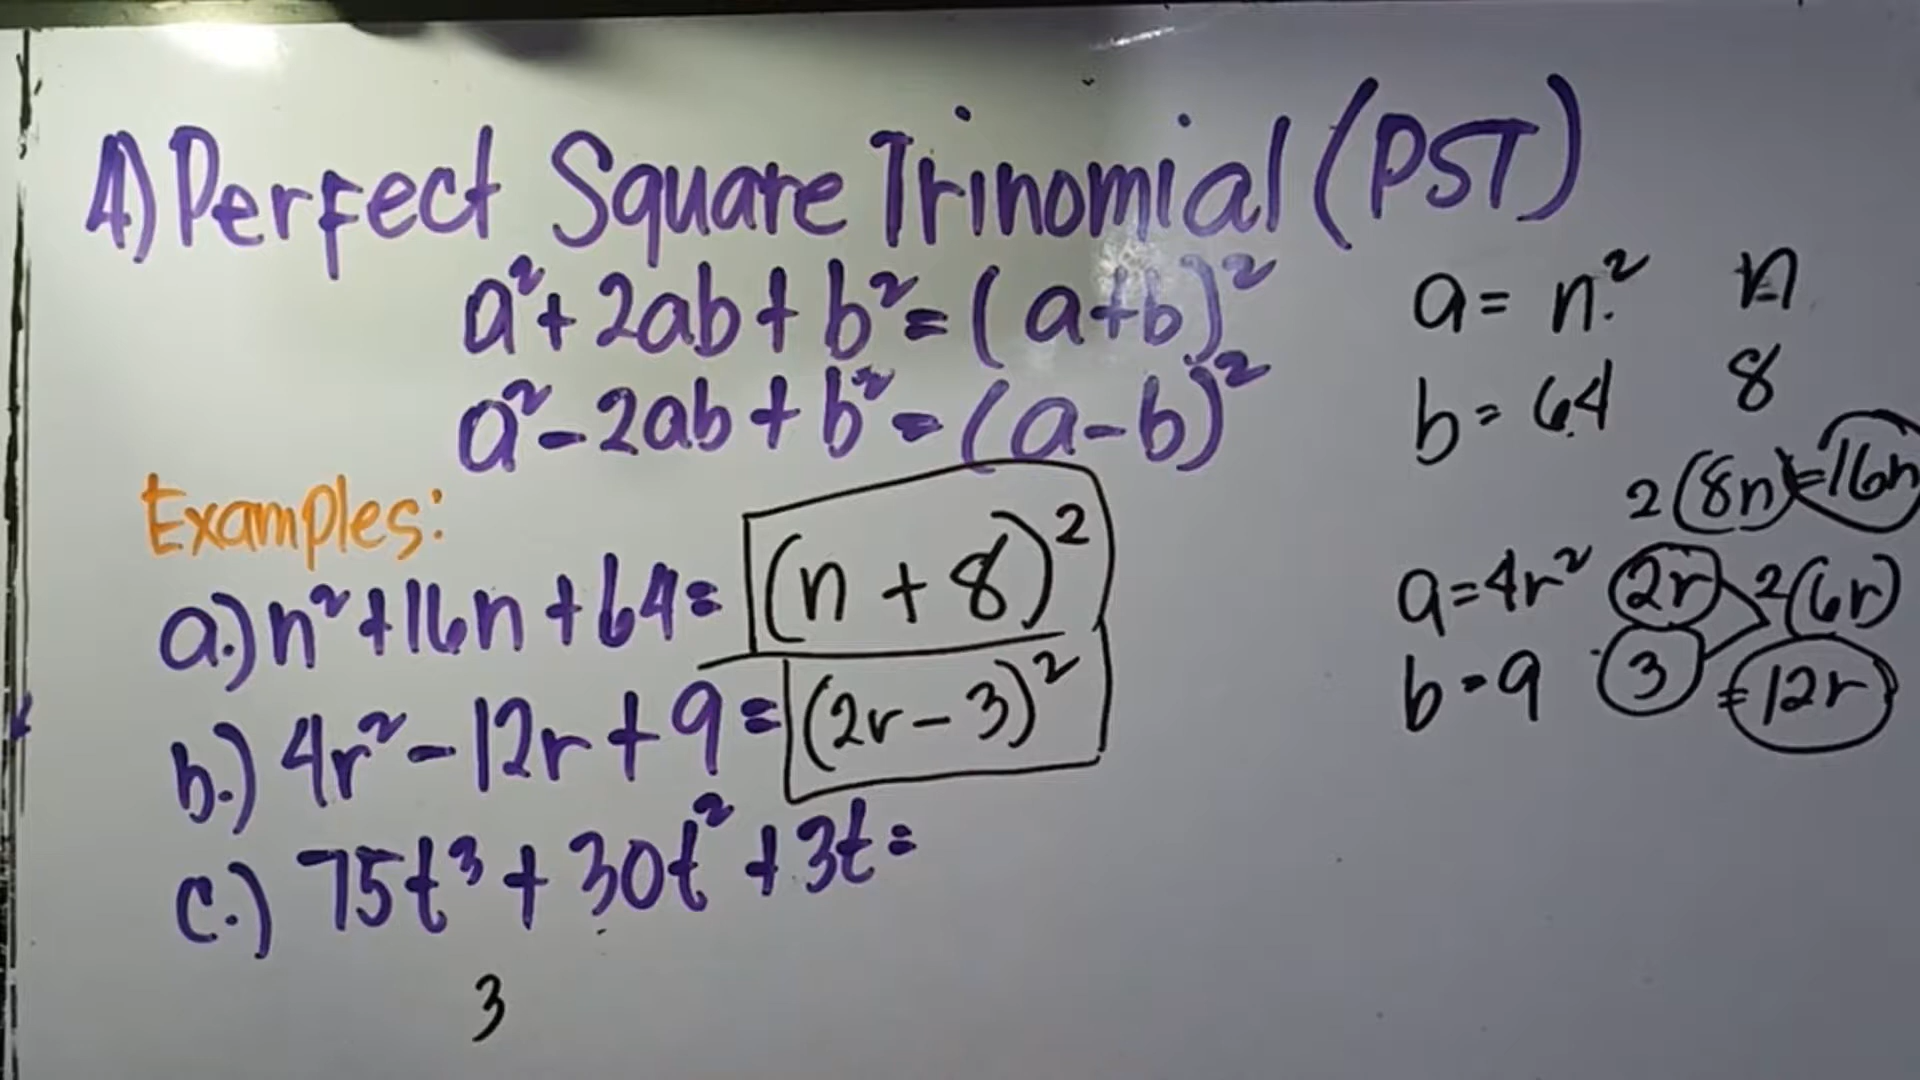 4) Perfect Square Trinomial (PST)
a² + 2ab + b² = (a+b)²
a² - 2ab + b² = (a-b)²
Examples:
a.) n² + 16n + 64 = (n + 8)²
b.) 4r² - 12r + 9 = (2r - 3)²
c.) 75t³ + 30t² + 3t =
3
a = n² n
b = 64 8
2(8n) = 16n
a = 4r² 2r 2(6r)
b = 9 3 = 12r